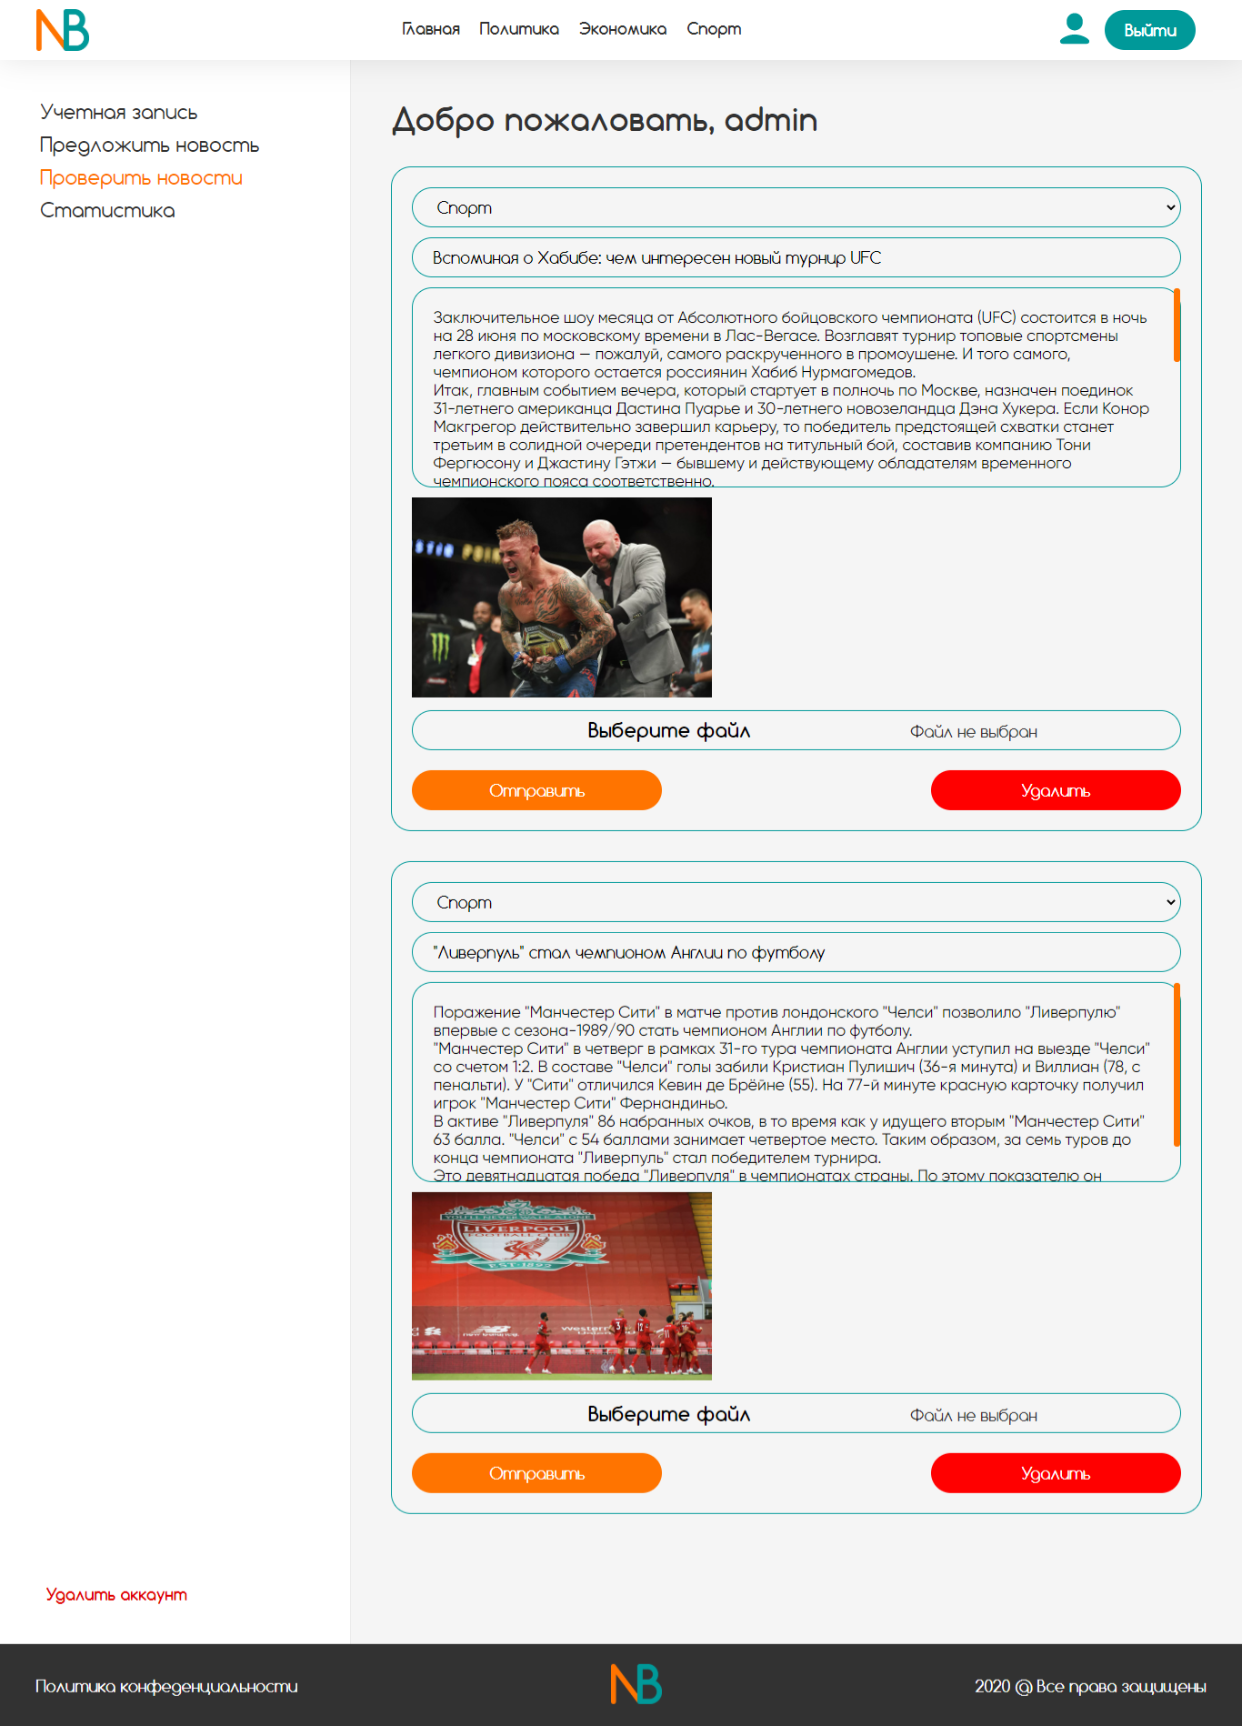 NB
Главная Политика Экономика Спорт
Выйти
Учетная запись
Предложить новость
Проверить новости
Статистика
Добро пожаловать, admin
Спорт
Вспоминая о Хабибе: чем интересен новый турнир UFC
Заключительное шоу месяца от Абсолютного бойцовского чемпионата (UFC) состоится в ночь
на 28 июня по московскому времени в Лас-Вегасе. Возглавят турнир топовые спортсмены
легкого дивизиона — пожалуй, самого раскрученного в промоушене. И того самого,
чемпионом которого остается россиянин Хабиб Нурмагомедов.
Итак, главным событием вечера, который стартует в полночь по Москве, назначен поединок
31-летнего американца Дастина Пуарье и 30-летнего новозеландца Дэна Хукера. Если Конор
Макгрегор действительно завершил карьеру, то победитель предстоящей схватки станет
третьим в солидной очереди претендентов на титульный бой, составив компанию Тони
Фергюсону и Джастину Гэтжи — бывшему и действующему обладателям временного
чемпионского пояса соответственно.
Выберите файл
Файл не выбран
Отправить
Удалить
Спорт
"Ливерпуль" стал чемпионом Англии по футболу
Поражение "Манчестер Сити" в матче против лондонского "Челси" позволило "Ливерпулю"
впервые с сезона-1989/90 стать чемпионом Англии по футболу.
"Манчестер Сити" в четверг в рамках 31-го тура чемпионата Англии уступил на выезде "Челси"
со счетом 1:2. В составе "Челси" голы забили Кристиан Пулишич (36-я минута) и Виллиан (78, с
пенальти). У "Сити" отличился Кевин де Брёйне (55). На 77-й минуте красную карточку получил
игрок "Манчестер Сити" Фернандиньо.
В активе "Ливерпуля" 86 набранных очков, в то время как у идущего вторым "Манчестер Сити"
63 балла. "Челси" с 54 баллами занимает четвертое место. Таким образом, за семь туров до
конца чемпионата "Ливерпуль" стал победителем турнира.
Это девятнадцатая победа "Ливерпуля" в чемпионатах страны. По этому показателю он
YOU'LL NEVER WALK ALONE
LIVERPOOL
FOOTBALL CLUB
EST·1892
Выберите файл
Файл не выбран
Отправить
Удалить
Удалить аккаунт
Политика конфеденциальности
NB
2020 @ Все права защищены